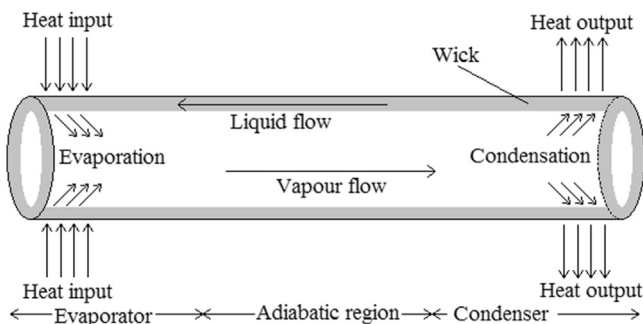 Heat input
Heat output
Wick
Liquid flow
Evaporation
Condensation
Vapour flow
Heat input
Heat output
Evaporator
Adiabatic region
Condenser